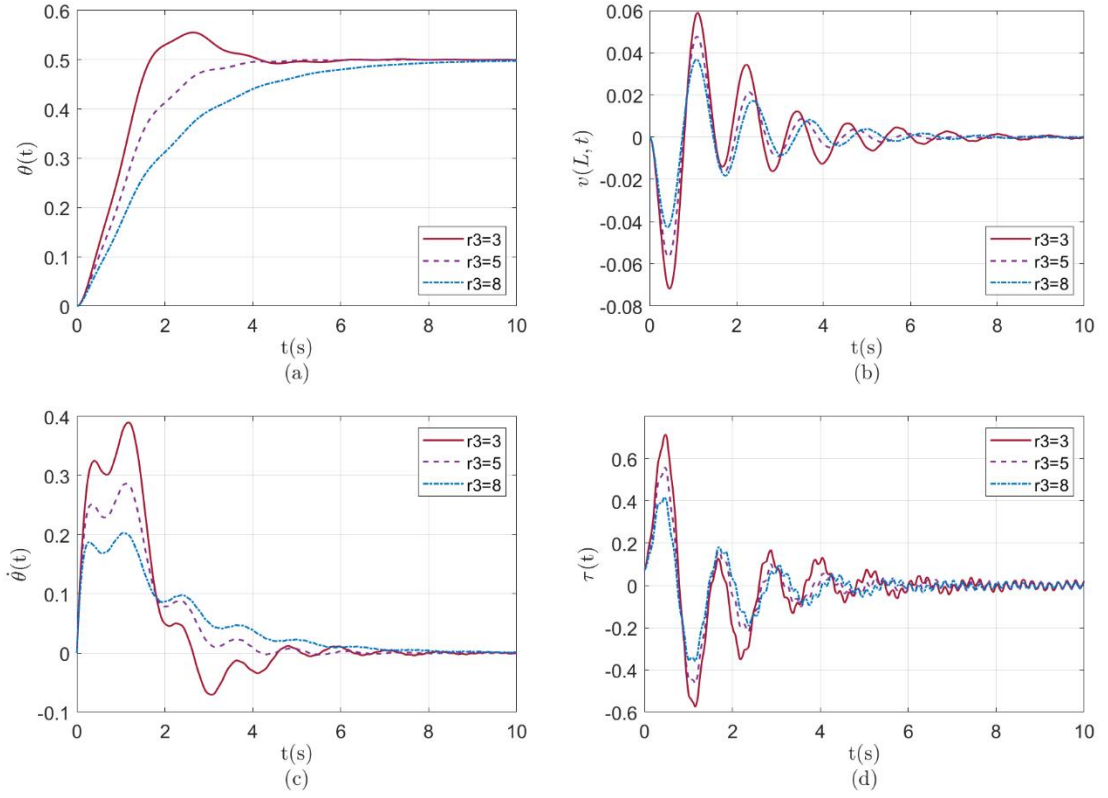 0.6
0.5
0.4
0.3
0.2
0.1
0
θ(t)
r3=3
r3=5
r3=8
0 2 4 6 8 10
t(s)
(a)
0.06
0.04
0.02
0
-0.02
-0.04
-0.06
-0.08
v(L, t)
r3=3
r3=5
r3=8
0 2 4 6 8 10
t(s)
(b)
0.4
0.3
0.2
0.1
0
-0.1
θ̇(t)
r3=3
r3=5
r3=8
0 2 4 6 8 10
t(s)
(c)
0.6
0.4
0.2
0
-0.2
-0.4
-0.6
τ(t)
r3=3
r3=5
r3=8
0 2 4 6 8 10
t(s)
(d)